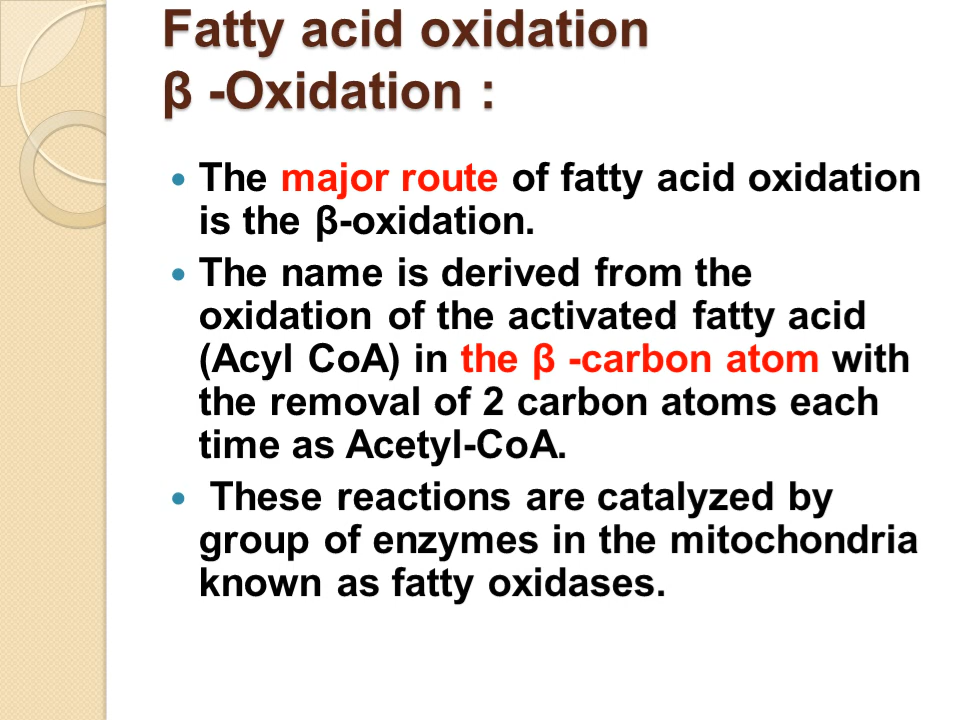 Fatty acid oxidation
β -Oxidation :
The major route of fatty acid oxidation
is the β-oxidation.
The name is derived from the
oxidation of the activated fatty acid
(Acyl CoA) in the β -carbon atom with
the removal of 2 carbon atoms each
time as Acetyl-CoA.
These reactions are catalyzed by
group of enzymes in the mitochondria
known as fatty oxidases.